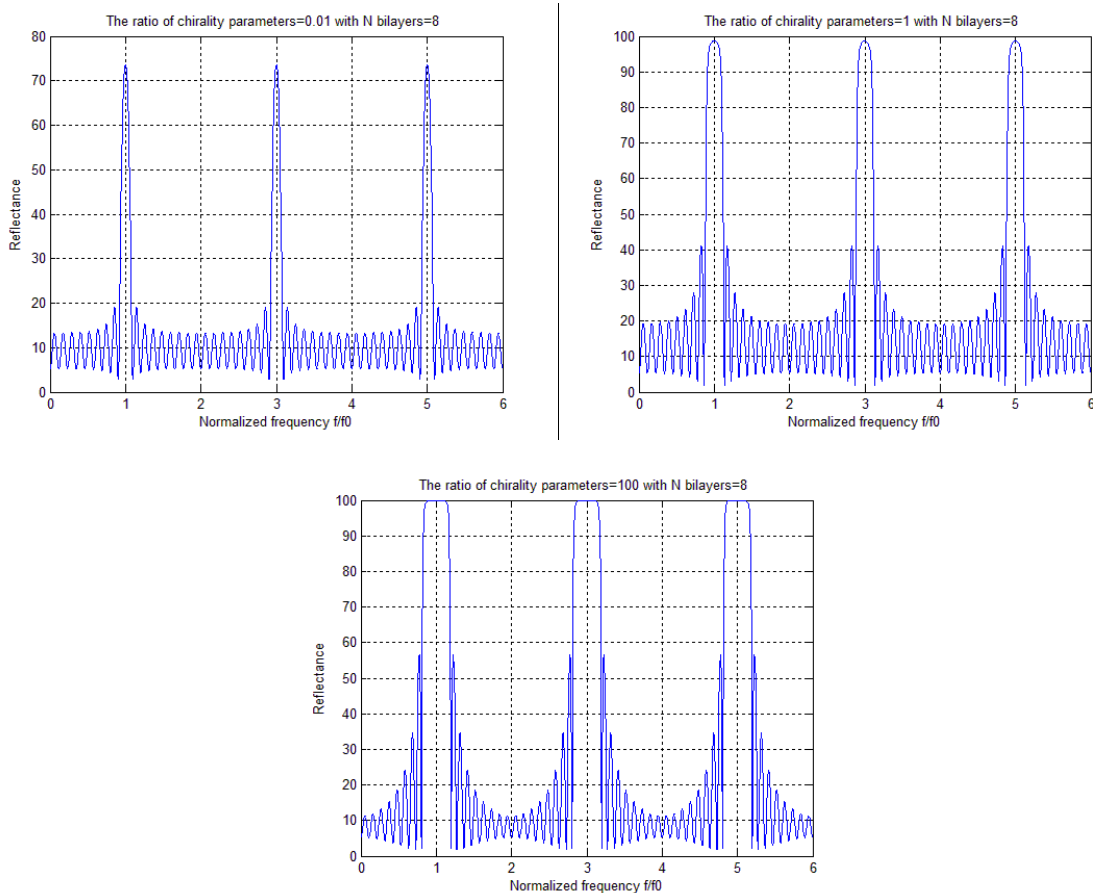 The ratio of chirality parameters=0.01 with N bilayers=8
80
70
60
50
40
30
20
10
0
Reflectance
0 1 2 3 4 5 6
Normalized frequency f/f0
The ratio of chirality parameters=1 with N bilayers=8
100
90
80
70
60
50
40
30
20
10
0
Reflectance
0 1 2 3 4 5 6
Normalized frequency f/f0
The ratio of chirality parameters=100 with N bilayers=8
100
90
80
70
60
50
40
30
20
10
0
Reflectance
0 1 2 3 4 5 6
Normalized frequency f/f0